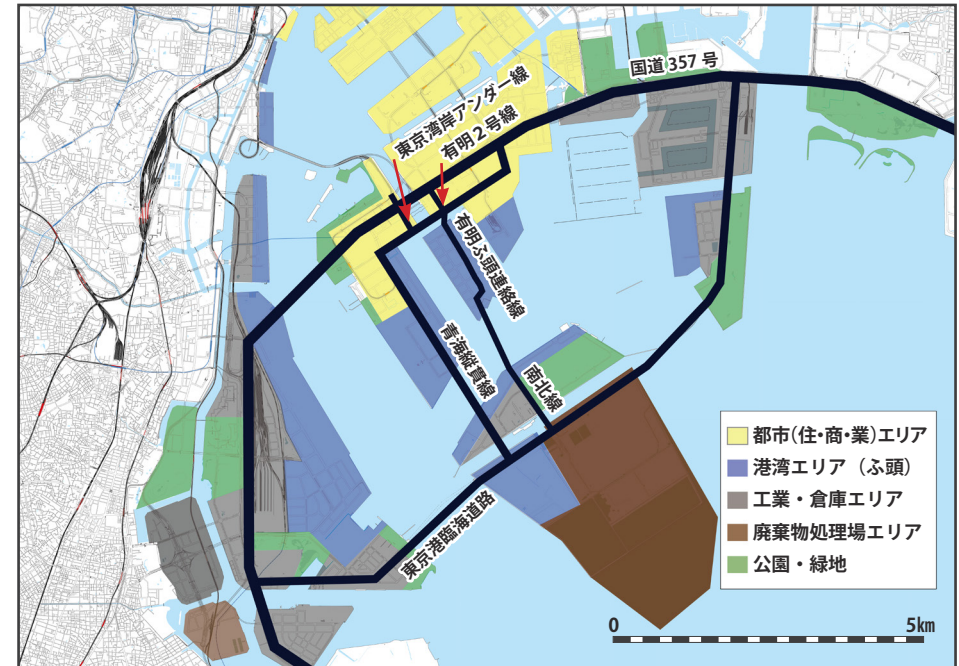 国道 357 号
東京湾岸アンダー線
有明２号線
有明ふ頭連絡線
青海縦貫線
南北線
東京港臨海道路
都市（住・商・業）エリア
港湾エリア （ふ頭）
工業・倉庫エリア
廃棄物処理場エリア
公園・緑地
0 5km